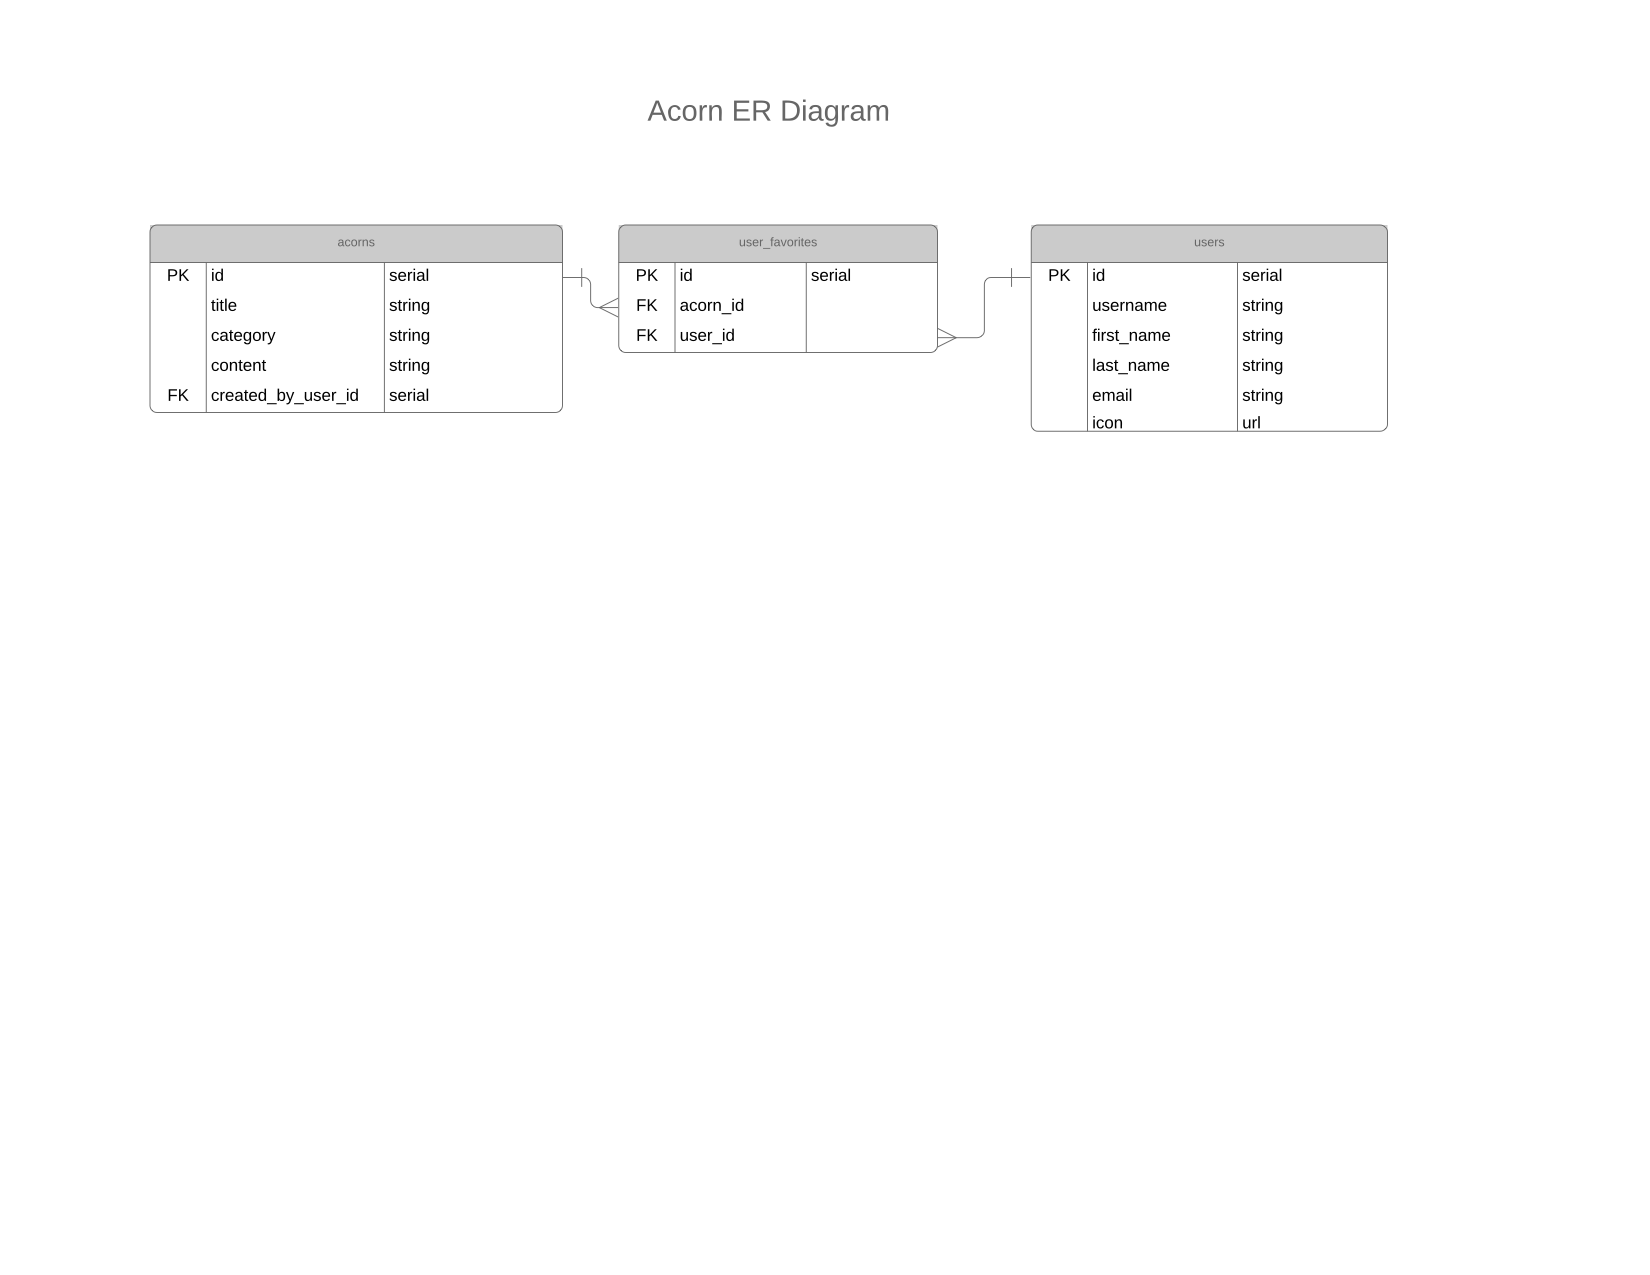 Acorn ER Diagram
acorns
PK id serial
title string
category string
content string
FK created_by_user_id serial
user_favorites
PK id serial
FK acorn_id
FK user_id
users
PK id serial
username string
first_name string
last_name string
email string
icon url